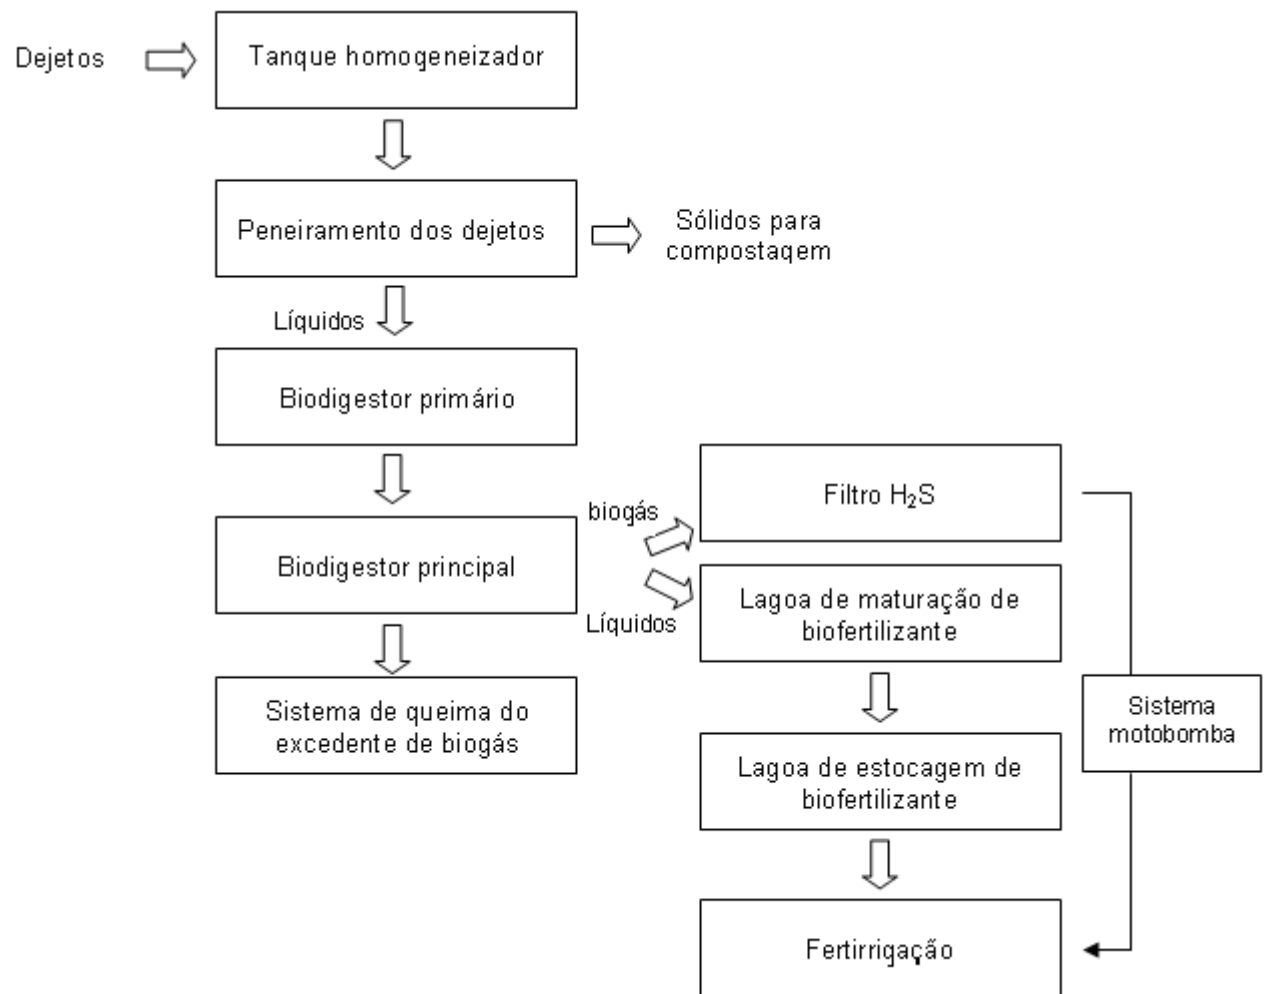 Dejetos
Tanque homogeneizador
Peneiramento dos dejetos
Sólidos para
compostaqem
Líquidos
Biodigestor primário
Biodigestor principal
biogás
Líquidos
Filtro H₂S
Lagoa de maturação de
biofertilizante
Sistema de queima do
excedente de biogás
Sistema
motobomba
Lagoa de estocagem de
biofertilizante
Fertirrigação